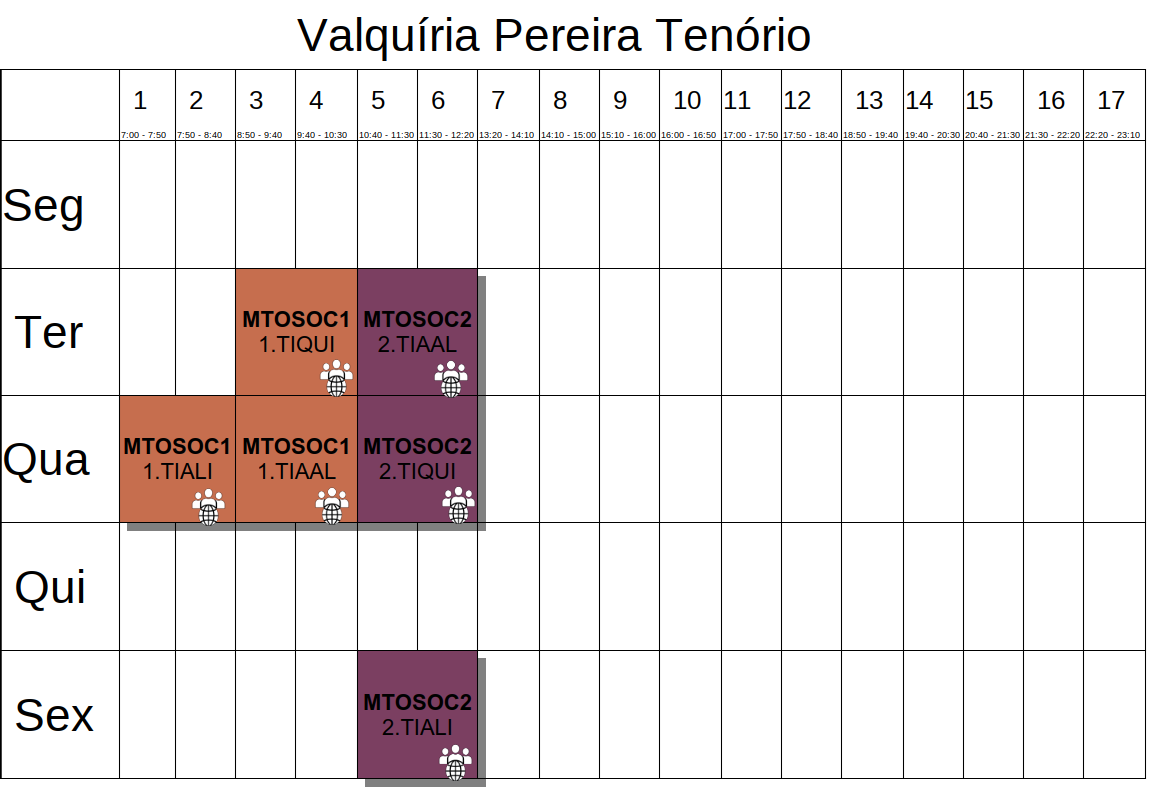 Valquíria Pereira Tenório
1 2 3 4 5 6 7 8 9 10 11 12 13 14 15 16 17
7:00 - 7:50 7:50 - 8:40 8:50 - 9:40 9:40 - 10:30 10:40 - 11:30 11:30 - 12:20 13:20 - 14:10 14:10 - 15:00 15:10 - 16:00 16:00 - 16:50 17:00 - 17:50 17:50 - 18:40 18:50 - 19:40 19:40 - 20:30 20:40 - 21:30 21:30 - 22:20 22:20 - 23:10
Seg
Ter
MTOSOC1 MTOSOC2
1.TIQUI 2.TIAAL
Qua
MTOSOC1 MTOSOC1 MTOSOC2
1.TIALI 1.TIAAL 2.TIQUI
Qui
Sex
MTOSOC2
2.TIALI